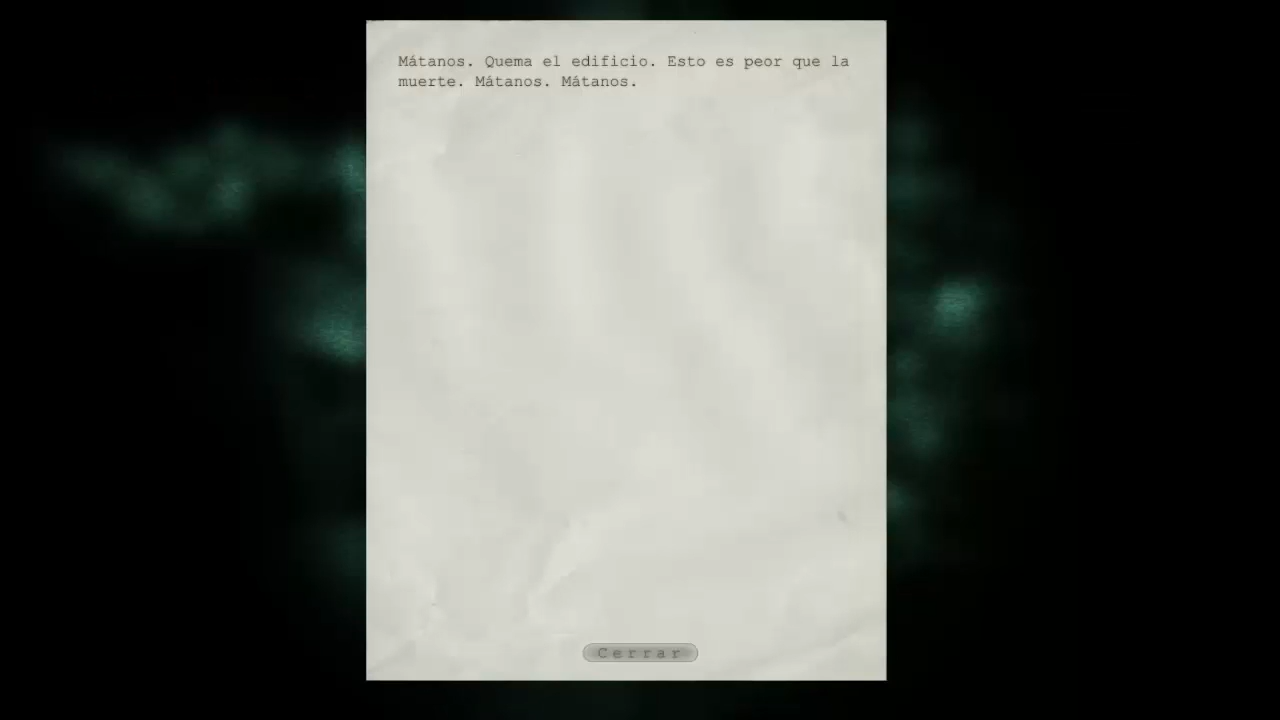 Mátanos. Quema el edificio. Esto es peor que la
muerte. Mátanos. Mátanos.
Cerrar